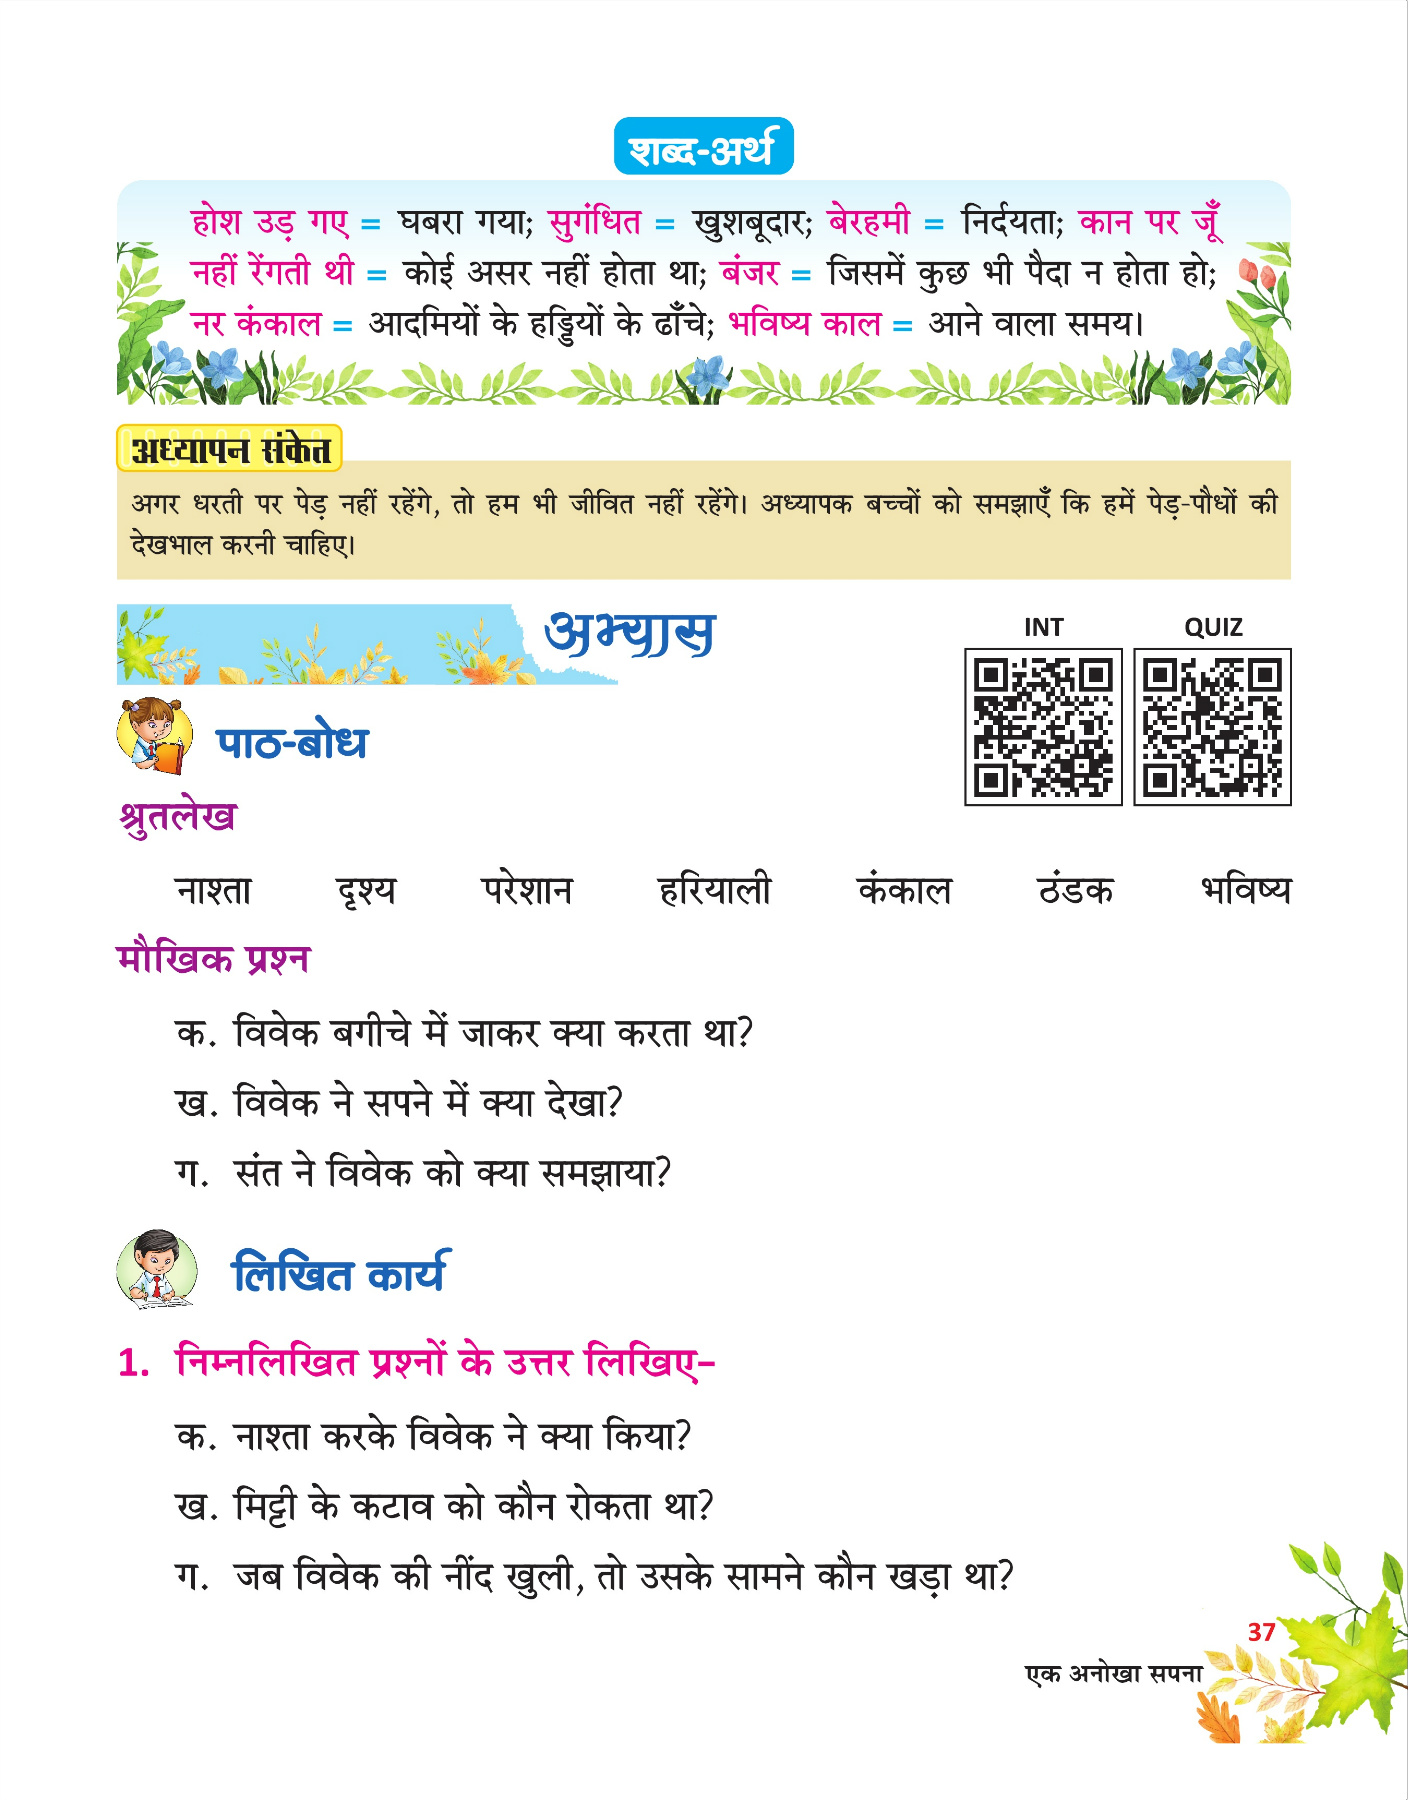 शब्द-अर्थ
होश उड़ गए = घबरा गया; सुगंधित = खुशबूदार; बेरहमी = निर्दयता; कान पर जूँ
नहीं रेंगती थी = कोई असर नहीं होता था; बंजर = जिसमें कुछ भी पैदा न होता हो;
नर कंकाल = आदमियों के हड्डियों के ढाँचे; भविष्य काल = आने वाला समय।
अध्यापन संकेत
अगर धरती पर पेड़ नहीं रहेंगे, तो हम भी जीवित नहीं रहेंगे। अध्यापक बच्चों को समझाएँ कि हमें पेड़-पौधों की
देखभाल करनी चाहिए।
अभ्यास
INT QUIZ
पाठ-बोध
श्रुतलेख
नाश्ता दृश्य परेशान हरियाली कंकाल ठंडक भविष्य
मौखिक प्रश्न
क. विवेक बगीचे में जाकर क्या करता था?
ख. विवेक ने सपने में क्या देखा?
ग. संत ने विवेक को क्या समझाया?
लिखित कार्य
1. निम्नलिखित प्रश्नों के उत्तर लिखिए–
क. नाश्ता करके विवेक ने क्या किया?
ख. मिट्टी के कटाव को कौन रोकता था?
ग. जब विवेक की नींद खुली, तो उसके सामने कौन खड़ा था?
37
एक अनोखा सपना